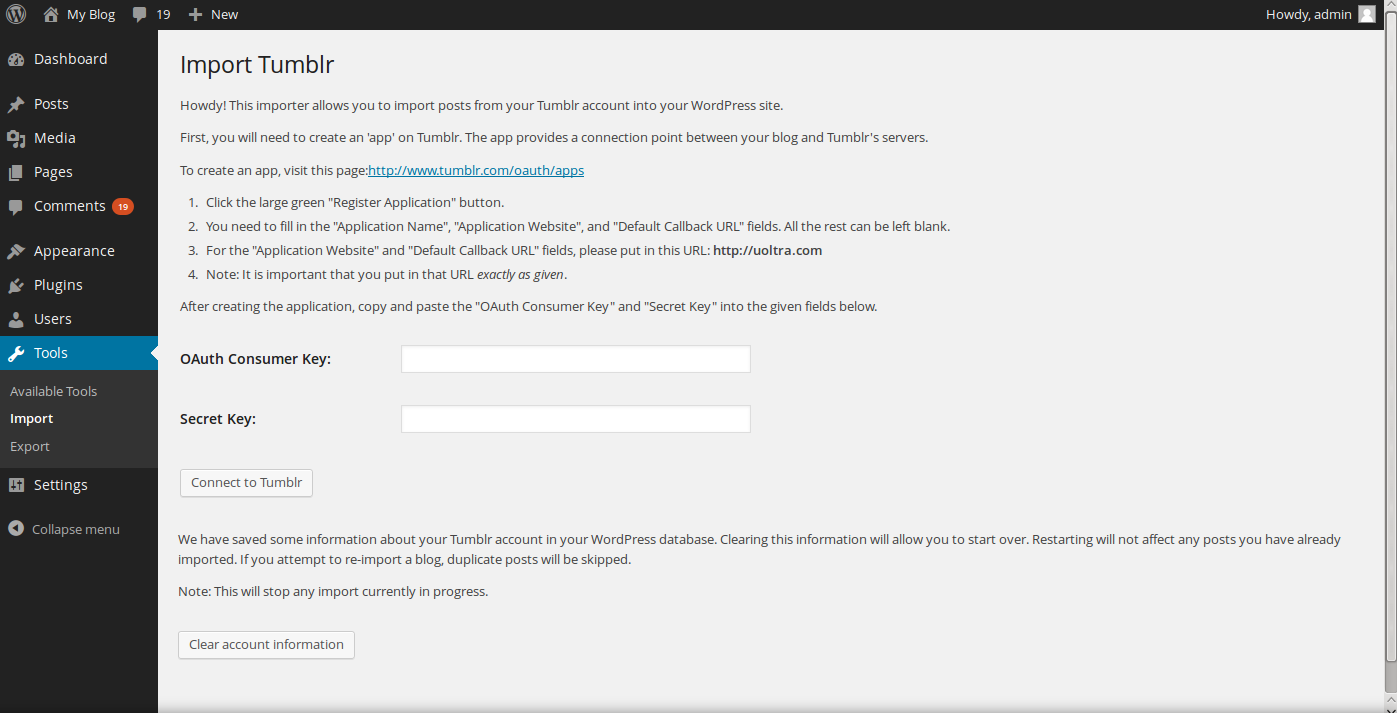 My Blog 19 New Howdy, admin
Dashboard
Posts
Media
Pages
Comments 19
Appearance
Plugins
Users
Tools
Available Tools
Import
Export
Settings
Collapse menu
Import Tumblr
Howdy! This importer allows you to import posts from your Tumblr account into your WordPress site.
First, you will need to create an 'app' on Tumblr. The app provides a connection point between your blog and Tumblr's servers.
To create an app, visit this page:http://www.tumblr.com/oauth/apps
1. Click the large green "Register Application" button.
2. You need to fill in the "Application Name", "Application Website", and "Default Callback URL" fields. All the rest can be left blank.
3. For the "Application Website" and "Default Callback URL" fields, please put in this URL: http://uoltra.com
4. Note: It is important that you put in that URL exactly as given.
After creating the application, copy and paste the "OAuth Consumer Key" and "Secret Key" into the given fields below.
OAuth Consumer Key:
Secret Key:
Connect to Tumblr
We have saved some information about your Tumblr account in your WordPress database. Clearing this information will allow you to start over. Restarting will not affect any posts you have already
imported. If you attempt to re-import a blog, duplicate posts will be skipped.
Note: This will stop any import currently in progress.
Clear account information